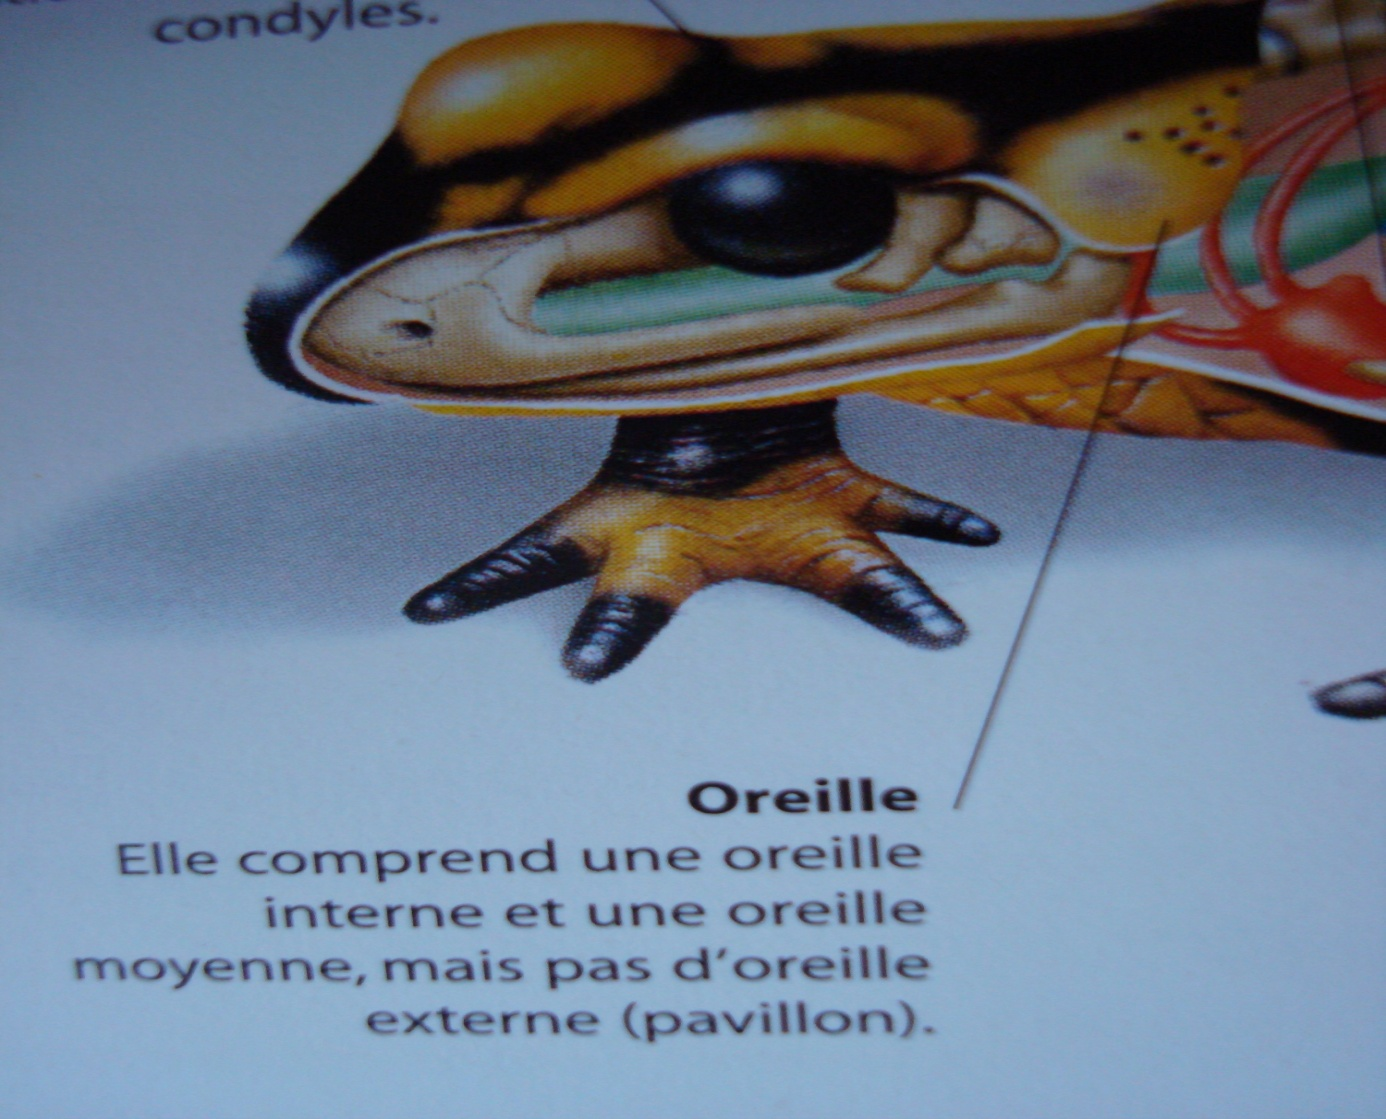 condyles.
Oreille
Elle comprend une oreille
interne et une oreille
moyenne, mais pas d'oreille
externe (pavillon).